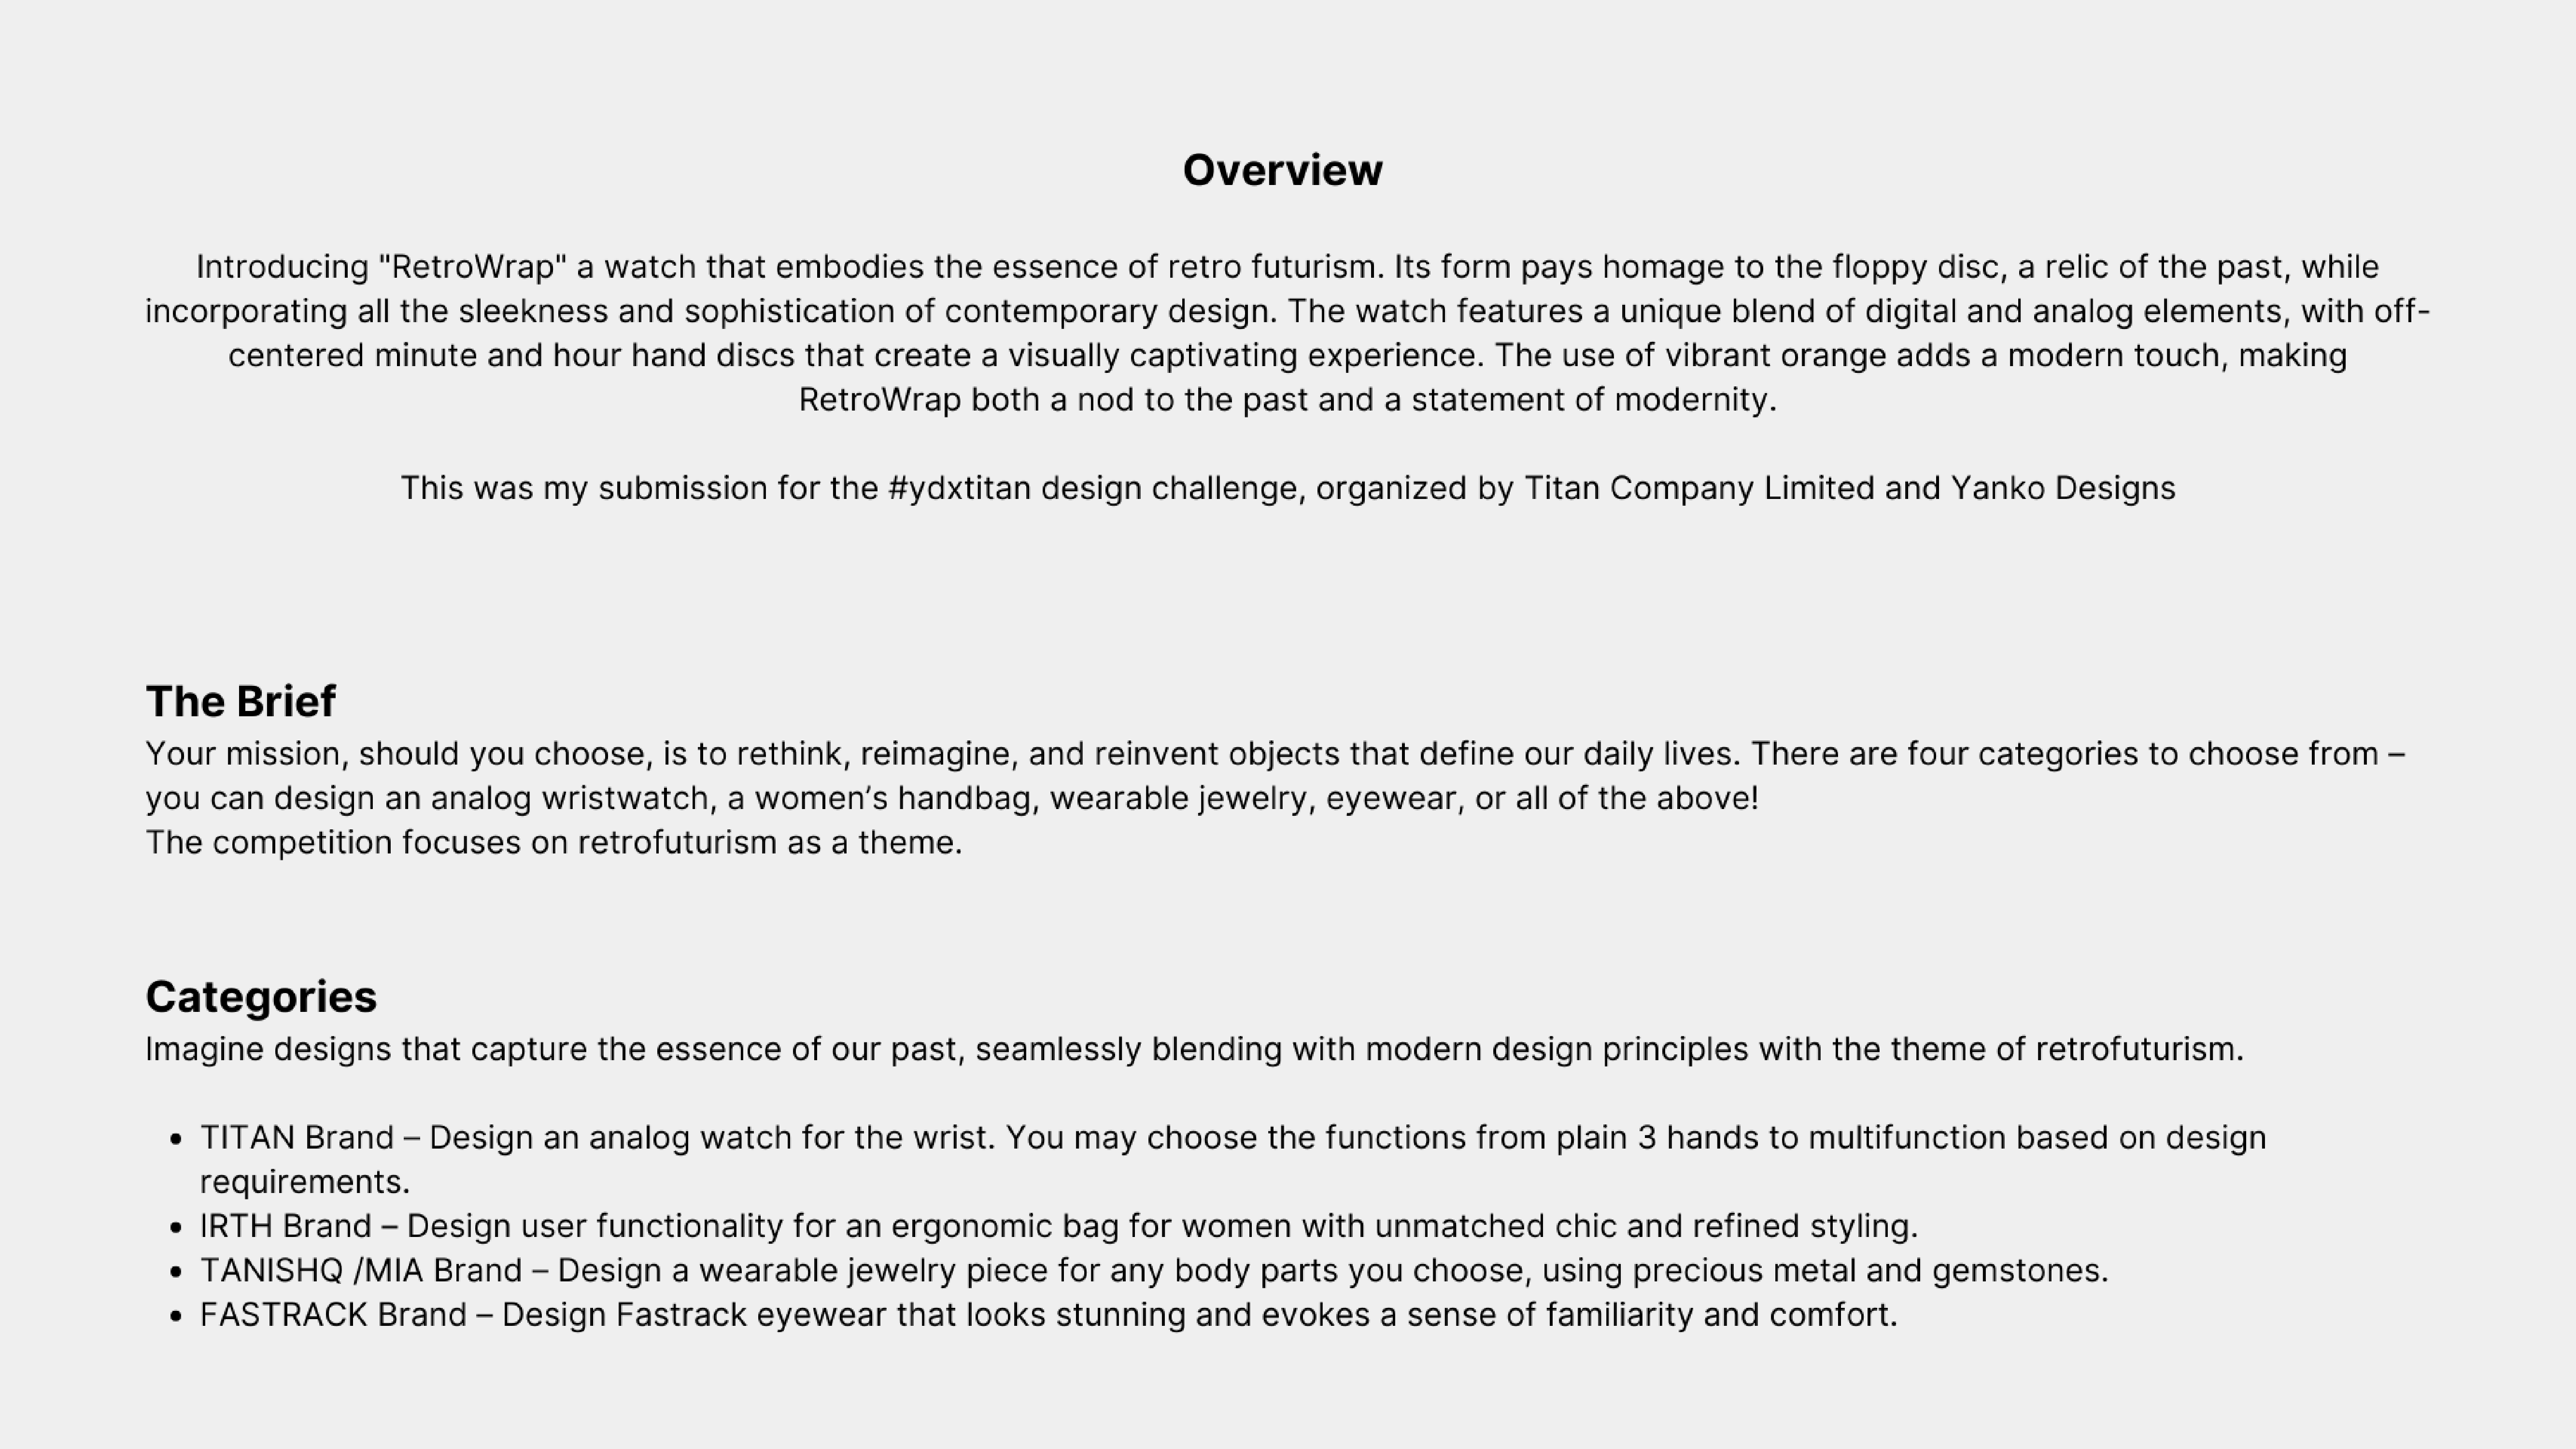 Overview
Introducing "RetroWrap" a watch that embodies the essence of retro futurism. Its form pays homage to the floppy disc, a relic of the past, while
incorporating all the sleekness and sophistication of contemporary design. The watch features a unique blend of digital and analog elements, with off-
centered minute and hour hand discs that create a visually captivating experience. The use of vibrant orange adds a modern touch, making
RetroWrap both a nod to the past and a statement of modernity.
This was my submission for the #ydxtitan design challenge, organized by Titan Company Limited and Yanko Designs
The Brief
Your mission, should you choose, is to rethink, reimagine, and reinvent objects that define our daily lives. There are four categories to choose from –
you can design an analog wristwatch, a women’s handbag, wearable jewelry, eyewear, or all of the above!
The competition focuses on retrofuturism as a theme.
Categories
Imagine designs that capture the essence of our past, seamlessly blending with modern design principles with the theme of retrofuturism.
• TITAN Brand – Design an analog watch for the wrist. You may choose the functions from plain 3 hands to multifunction based on design
requirements.
• IRTH Brand – Design user functionality for an ergonomic bag for women with unmatched chic and refined styling.
• TANISHQ /MIA Brand – Design a wearable jewelry piece for any body parts you choose, using precious metal and gemstones.
• FASTRACK Brand – Design Fastrack eyewear that looks stunning and evokes a sense of familiarity and comfort.